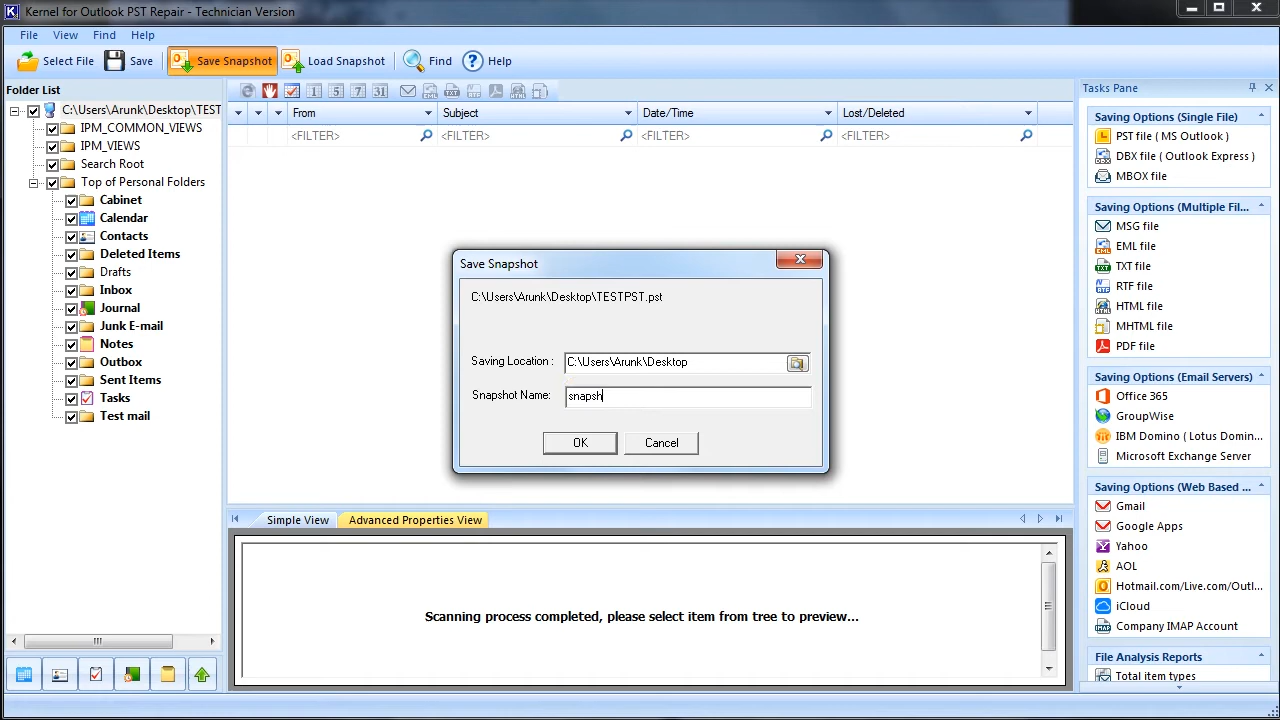 Kernel for Outlook PST Repair - Technician Version
File View Find Help
Select File Save Save Snapshot Load Snapshot Find Help
Folder List
C:\Users\Arunk\Desktop\TEST
IPM_COMMON_VIEWS
IPM_VIEWS
Search Root
Top of Personal Folders
Cabinet
Calendar
Contacts
Deleted Items
Drafts
Inbox
Journal
Junk E-mail
Notes
Outbox
Sent Items
Tasks
Test mail
1 5 7 31
From Subject Date/Time Lost/Deleted
<FILTER> <FILTER> <FILTER> <FILTER>
Save Snapshot
C:\Users\Arunk\Desktop\TESTPST.pst
Saving Location : C:\Users\Arunk\Desktop
Snapshot Name: snapsh
OK Cancel
Simple View Advanced Properties View
Scanning process completed, please select item from tree to preview...
Tasks Pane
Saving Options (Single File)
PST file ( MS Outlook )
DBX file ( Outlook Express )
MBOX file
Saving Options (Multiple Fil...
MSG file
EML file
TXT file
RTF file
HTML file
MHTML file
PDF file
Saving Options (Email Servers)
Office 365
GroupWise
IBM Domino ( Lotus Domin...
Microsoft Exchange Server
Saving Options (Web Based ...
Gmail
Google Apps
Yahoo
AOL
Hotmail.com/Live.com/Outl...
iCloud
Company IMAP Account
File Analysis Reports
Total item types